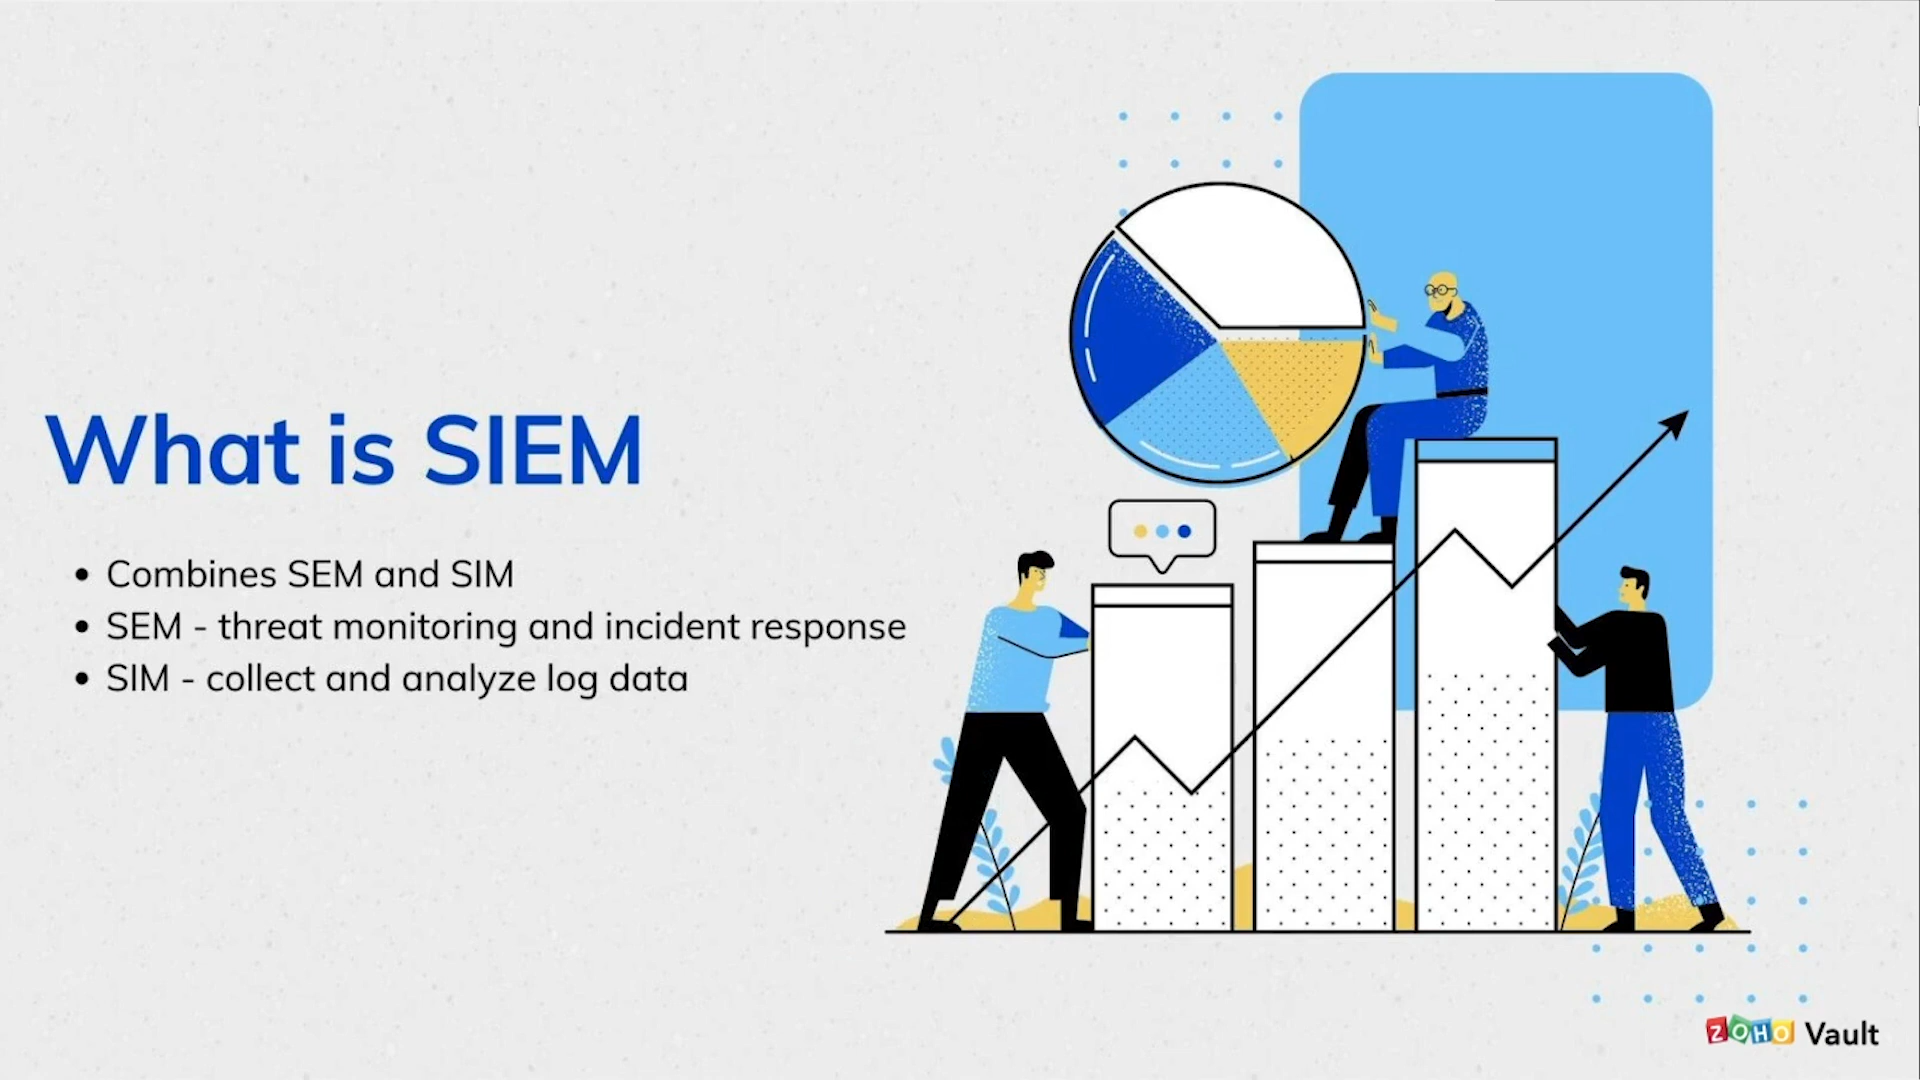 What is SIEM
• Combines SEM and SIM
• SEM - threat monitoring and incident response
• SIM - collect and analyze log data
ZOHO Vault